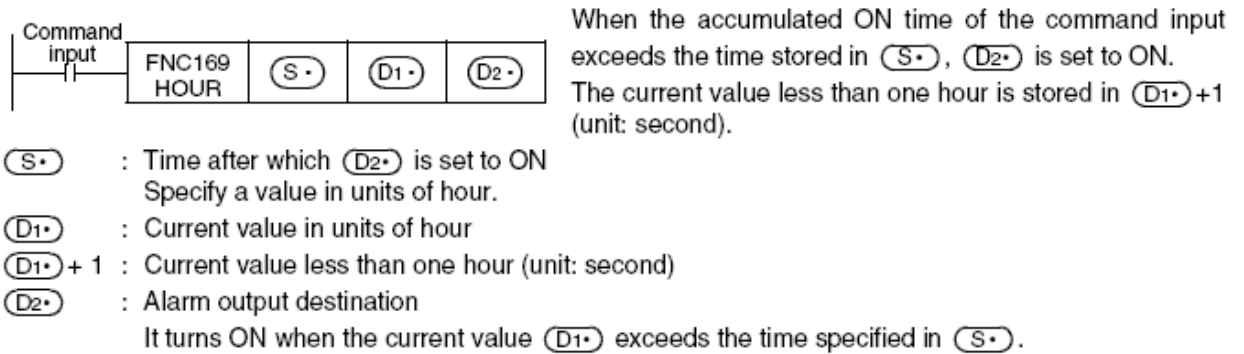 Command
input
FNC169
HOUR
S・
D1・
D2・
When the accumulated ON time of the command input
exceeds the time stored in S・, D2・ is set to ON.
The current value less than one hour is stored in D1・+1
(unit: second).
S・ : Time after which D2・ is set to ON
Specify a value in units of hour.
D1・ : Current value in units of hour
D1・+ 1 : Current value less than one hour (unit: second)
D2・ : Alarm output destination
It turns ON when the current value D1・ exceeds the time specified in S・.